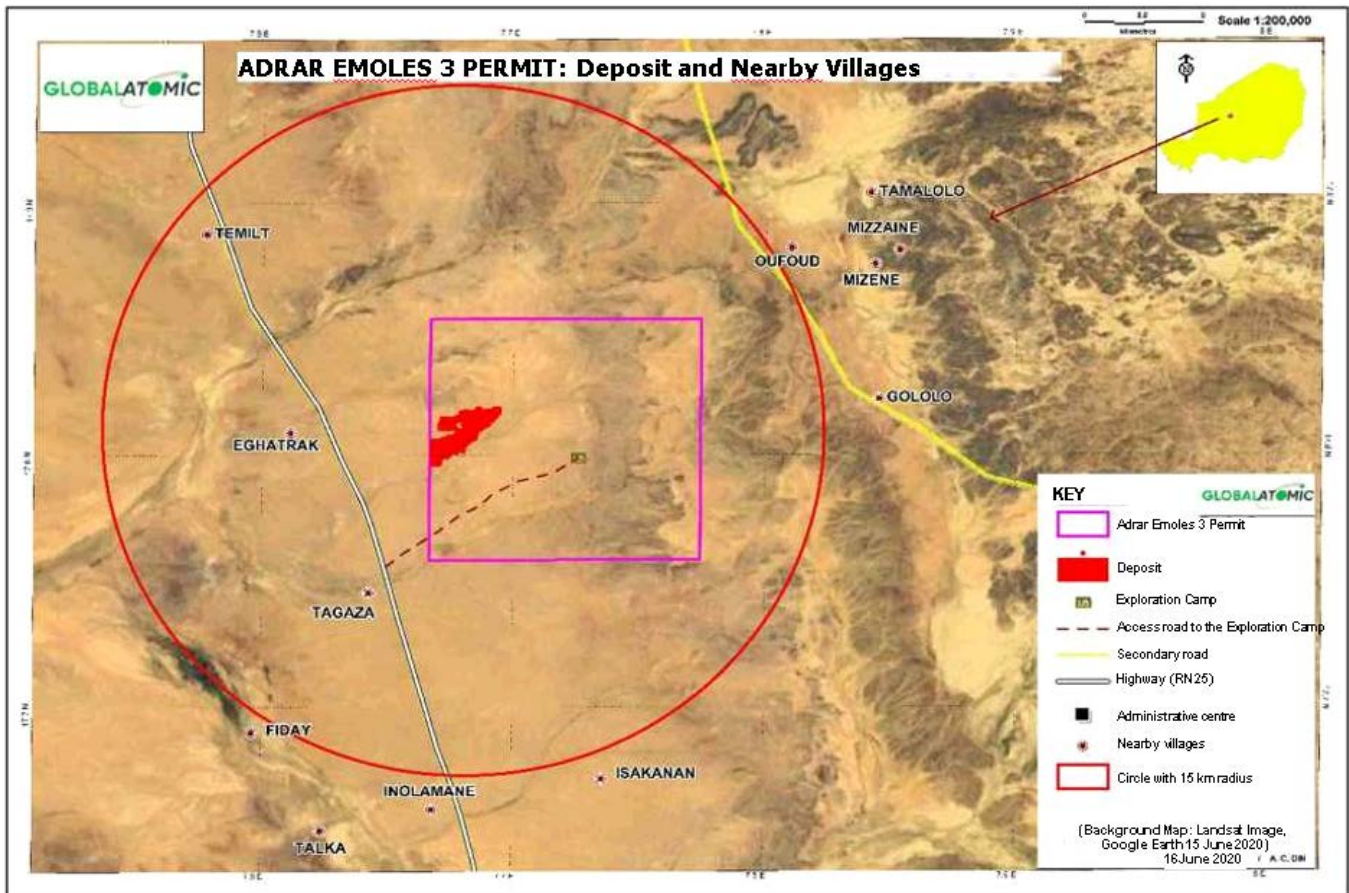 Scale 1:200,000
ADRAR EMOLES 3 PERMIT: Deposit and Nearby Villages
GLOBALATOMIC
N
TAMALOLO
MIZZAINE
TEMILT
OUFOUD
MIZENE
GOLOLO
EGHATRAK
TAGAZA
FIDAY
ISAKANAN
INOLAMANE
TALKA
KEY
GLOBALATOMIC
Adrar Emoles 3 Permit
Deposit
Exploration Camp
Access road to the Exploration Camp
Secondary road
Highway (RN25)
Administrative centre
Nearby villages
Circle with 15 km radius
(Background Map: Landsat Image,
Google Earth 15 June 2020)
16 June 2020